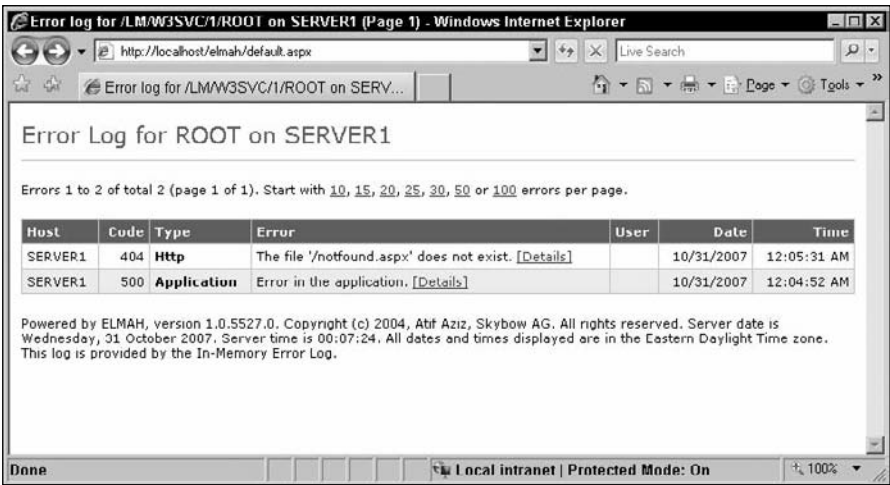 Error log for /LM/W3SVC/1/ROOT on SERVER1 (Page 1) - Windows Internet Explorer
http://localhost/elmah/default.aspx
Live Search
Error log for /LM/W3SVC/1/ROOT on SERV...
Page
Tools
Error Log for ROOT on SERVER1
Errors 1 to 2 of total 2 (page 1 of 1). Start with 10, 15, 20, 25, 30, 50 or 100 errors per page.
Host Code Type Error User Date Time
SERVER1 404 Http The file '/notfound.aspx' does not exist. [Details] 10/31/2007 12:05:31 AM
SERVER1 500 Application Error in the application. [Details] 10/31/2007 12:04:52 AM
Powered by ELMAH, version 1.0.5527.0. Copyright (c) 2004, Atif Aziz, Skybow AG. All rights reserved. Server date is
Wednesday, 31 October 2007. Server time is 00:07:24. All dates and times displayed are in the Eastern Daylight Time zone.
This log is provided by the In-Memory Error Log.
Done
Local intranet | Protected Mode: On
100%